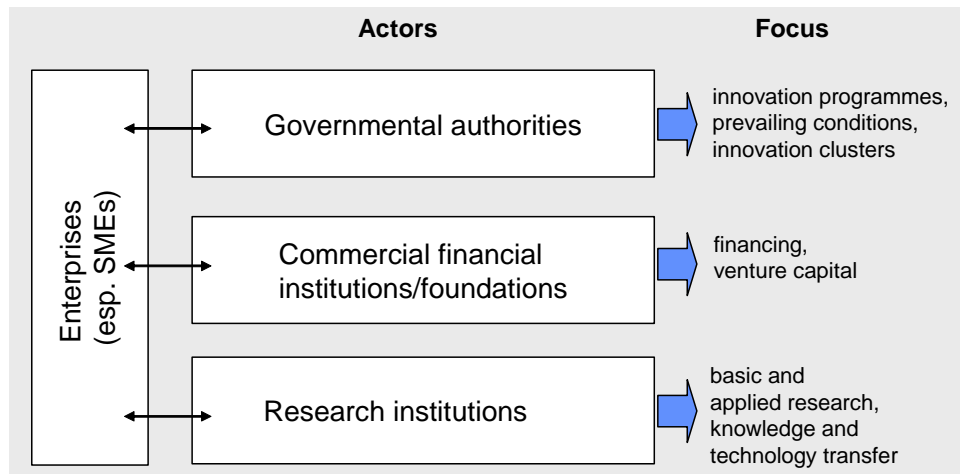 Actors
Focus
Enterprises
(esp. SMEs)
Governmental authorities
innovation programmes,
prevailing conditions,
innovation clusters
Commercial financial
institutions/foundations
financing,
venture capital
Research institutions
basic and
applied research,
knowledge and
technology transfer